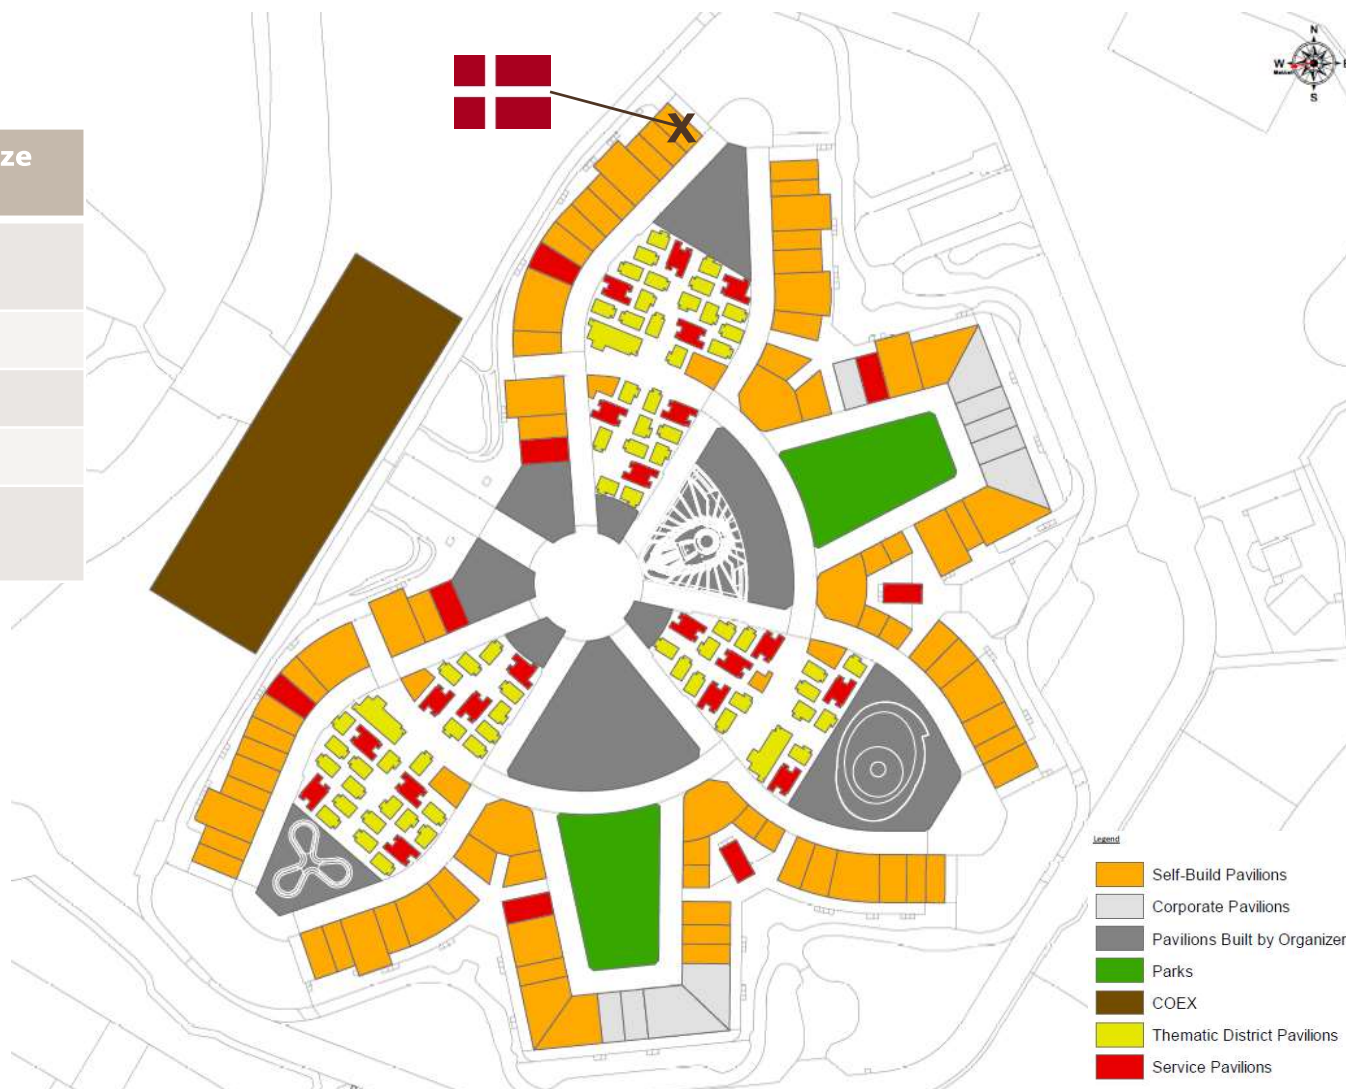 ze
N
W
S
X
Legend
Self-Build Pavilions
Corporate Pavilions
Pavilions Built by Organizer
Parks
COEX
Thematic District Pavilions
Service Pavilions